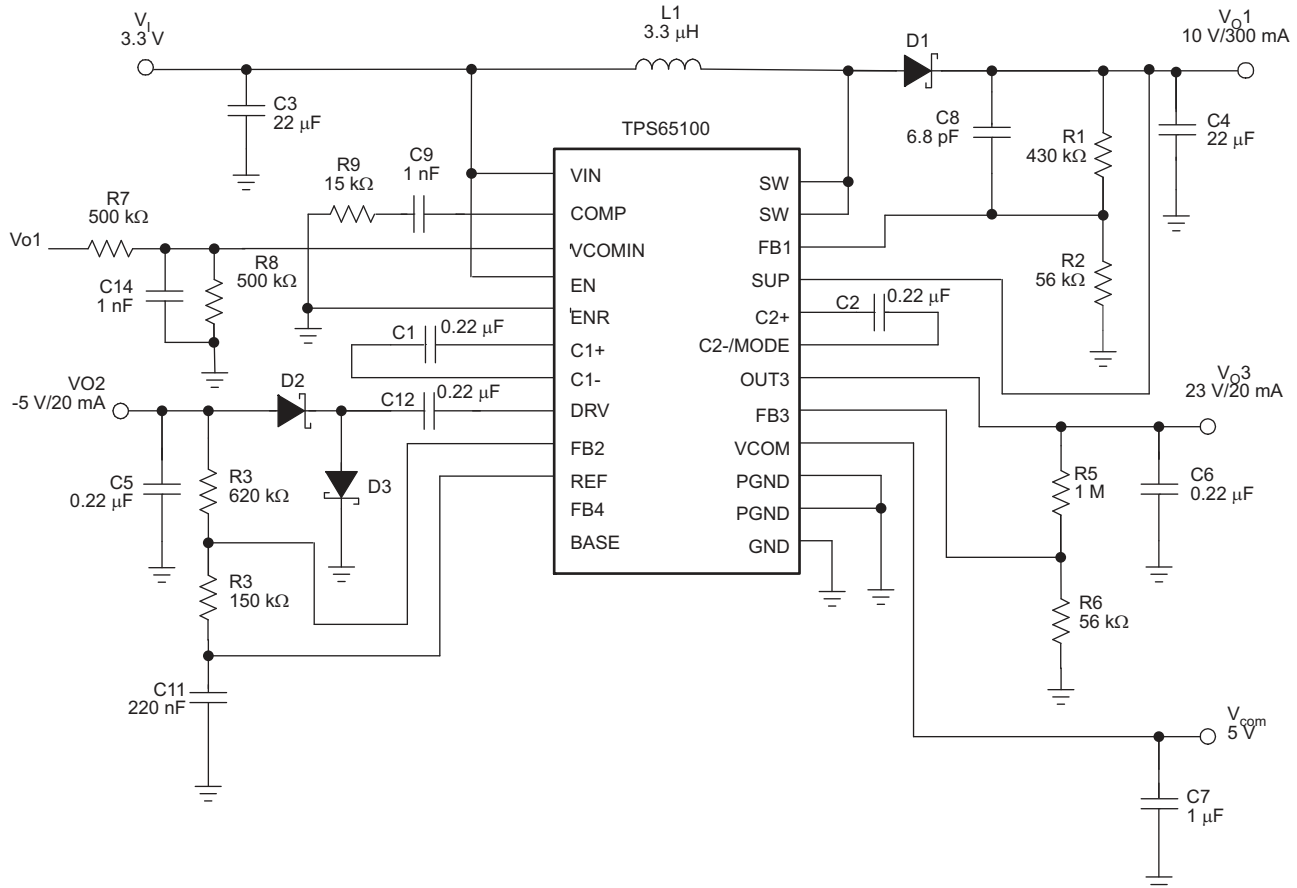 V_I
3.3 V
L1
3.3 μH
D1
V_O1
10 V/300 mA
C3
22 μF
TPS65100
C8
6.8 pF
R1
430 kΩ
C4
22 μF
R9
15 kΩ
C9
1 nF
VIN
SW
COMP
SW
R7
500 kΩ
Vo1
VCOMIN
FB1
R8
500 kΩ
C14
1 nF
EN
SUP
R2
56 kΩ
C2
0.22 μF
ENR
C2+
C1
0.22 μF
C1+
C2-/MODE
C1-
OUT3
VO2
-5 V/20 mA
D2
C12
0.22 μF
DRV
FB3
V_O3
23 V/20 mA
FB2
VCOM
C5
0.22 μF
R3
620 kΩ
D3
REF
PGND
R5
1 M
C6
0.22 μF
FB4
PGND
BASE
GND
R3
150 kΩ
R6
56 kΩ
C11
220 nF
V_com
5 V
C7
1 μF